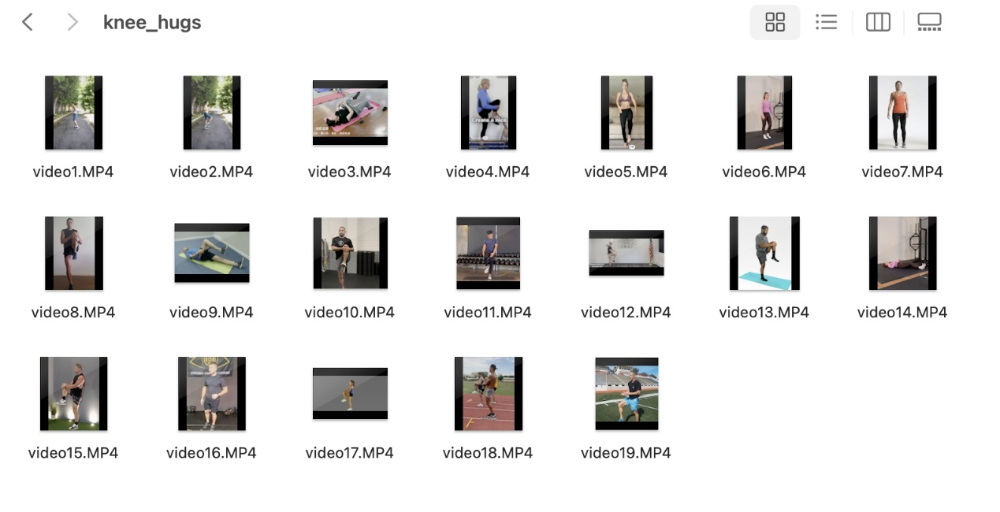 knee_hugs
video1.MP4 video2.MP4 video3.MP4 video4.MP4 video5.MP4 video6.MP4 video7.MP4
video8.MP4 video9.MP4 video10.MP4 video11.MP4 video12.MP4 video13.MP4 video14.MP4
video15.MP4 video16.MP4 video17.MP4 video18.MP4 video19.MP4
Create a nice